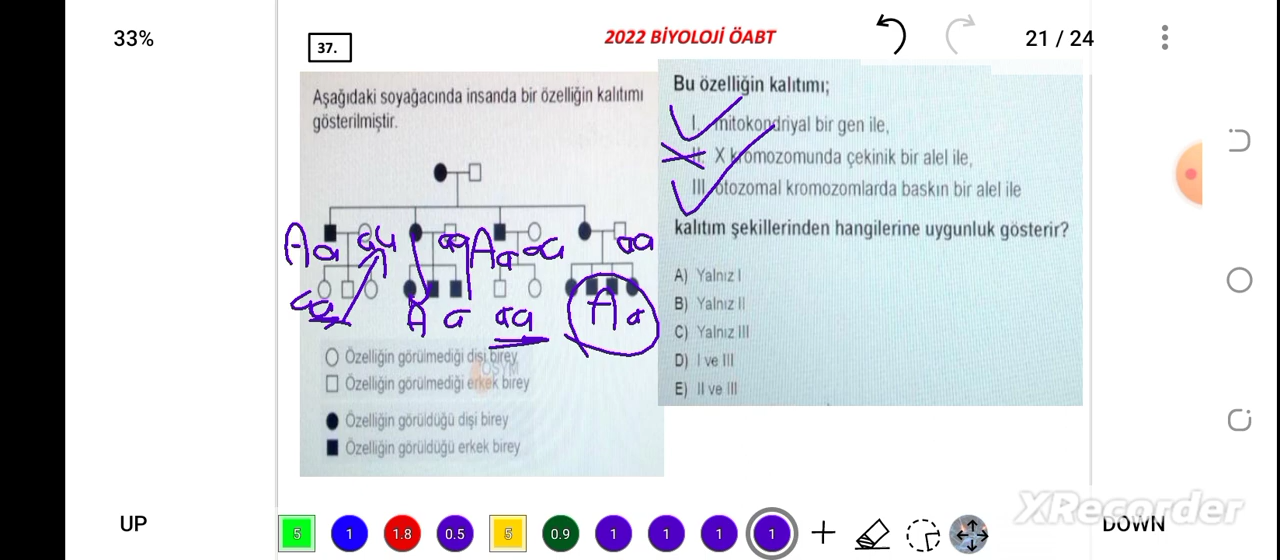 33%
2022 BİYOLOJİ ÖABT
21 / 24
37.
Aşağıdaki soyağacında insanda bir özelliğin kalıtımı
gösterilmiştir.
Aa
aa
aa
Aa
aa
aa
aa
A a
aa
Aa
Özelliğin görülmediği dişi birey
Özelliğin görülmediği erkek birey
Özelliğin görüldüğü dişi birey
Özelliğin görüldüğü erkek birey
ÖSYM
Bu özelliğin kalıtımı;
I. mitokondriyal bir gen ile,
II. X kromozomunda çekinik bir alel ile,
III. otozomal kromozomlarda baskın bir alel ile
kalıtım şekillerinden hangilerine uygunluk gösterir?
A) Yalnız I
B) Yalnız II
C) Yalnız III
D) I ve III
E) II ve III
UP
5
1
1.8
0.5
5
0.9
1
1
1
1
XRecorder
DOWN